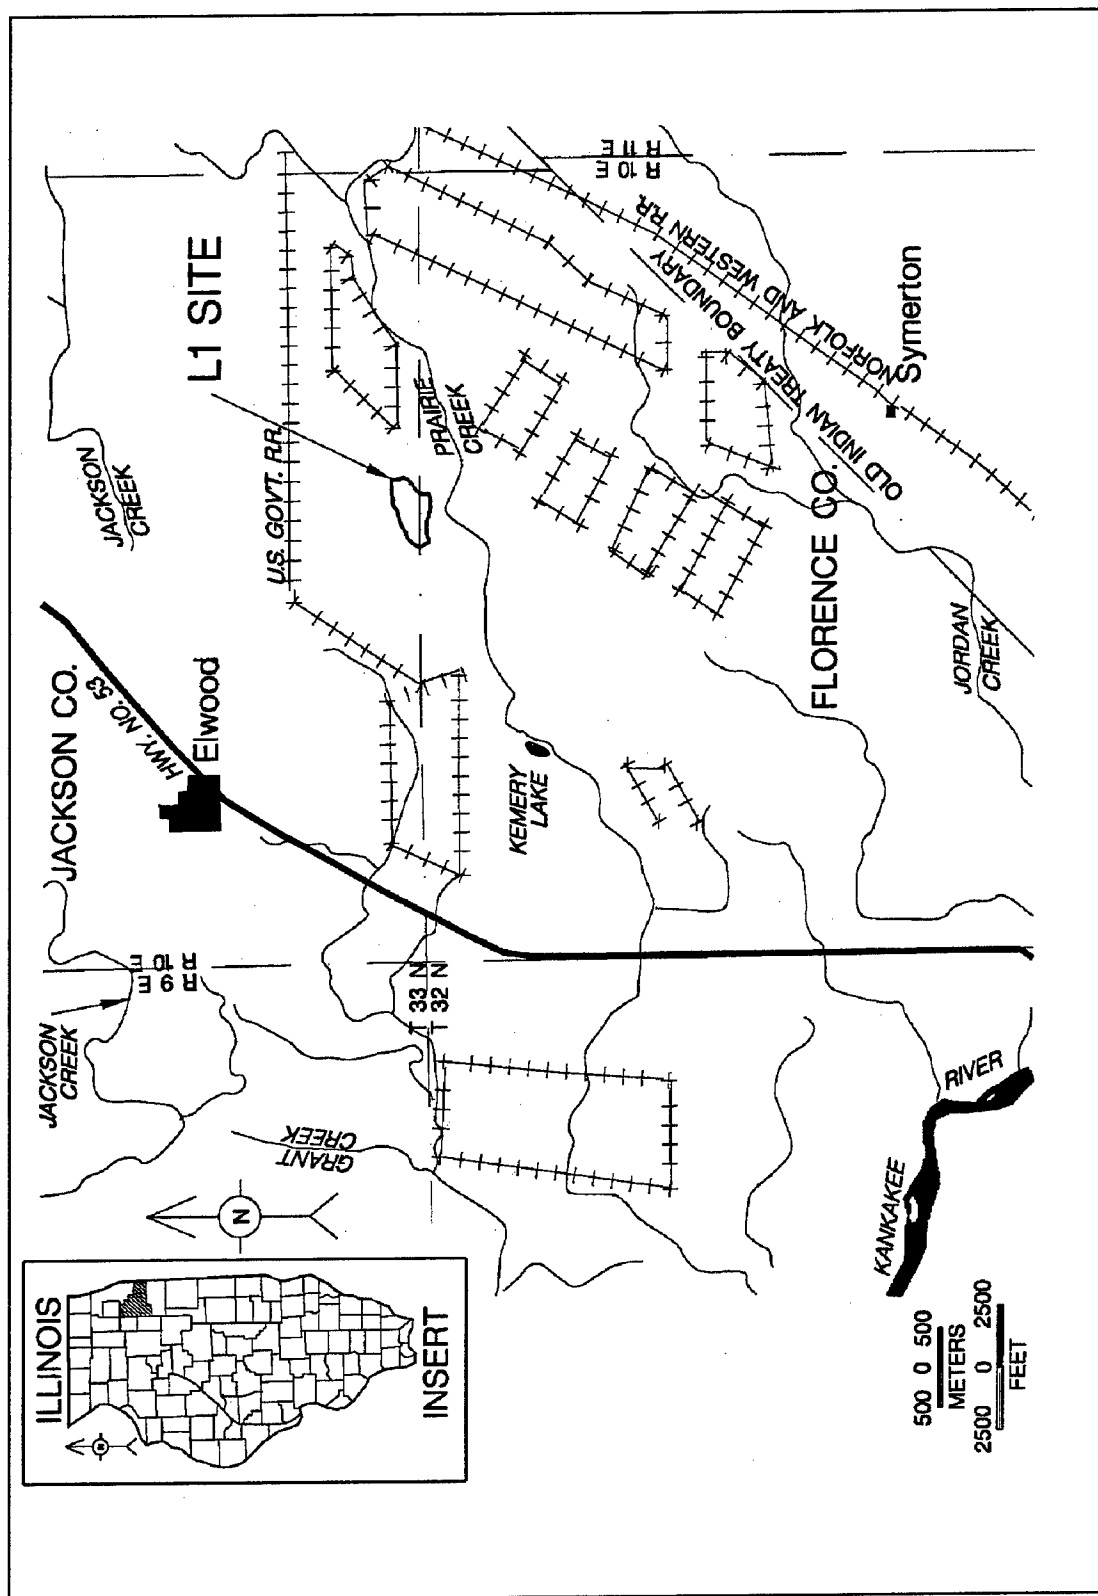 ILLINOIS
N
INSERT
N
JACKSON
CREEK
R 9 E
R 10 E
JACKSON CO.
HWY. NO. 53
Elwood
JACKSON
CREEK
L1 SITE
U.S. GOVT. R.R.
GRANT
CREEK
T 33 N
T 32 N
PRAIRIE
CREEK
KEMERY
LAKE
R 10 E
R 11 E
NORFOLK AND WESTERN R.R.
OLD INDIAN TREATY BOUNDARY
Symerton
FLORENCE CO.
JORDAN
CREEK
KANKAKEE
RIVER
500 0 500
METERS
2500 0 2500
FEET